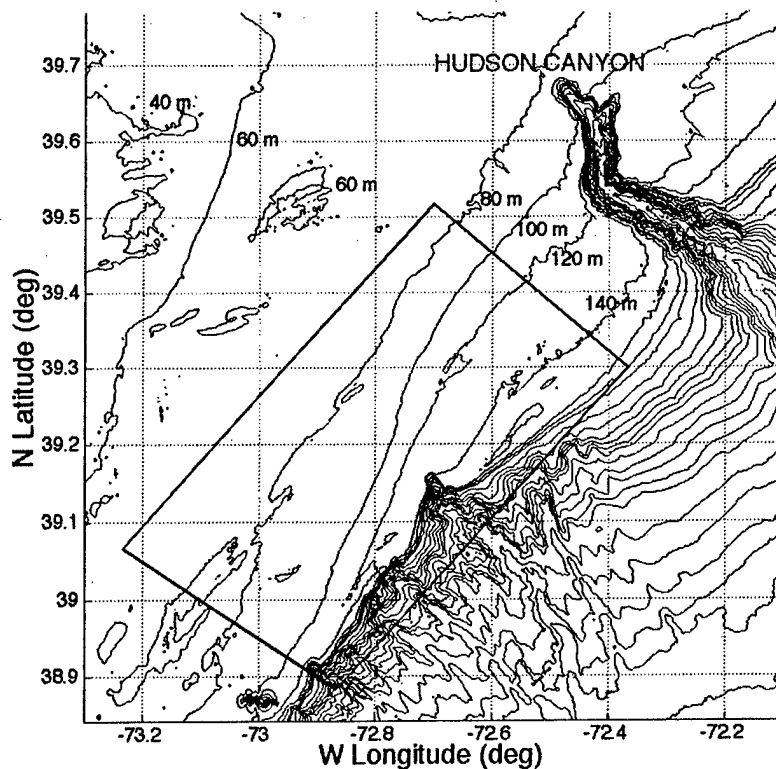 HUDSON CANYON
39.7
39.6
39.5
39.4
39.3
39.2
39.1
39
38.9
40 m
60 m
60 m
80 m
100 m
120 m
140 m
N Latitude (deg)
-73.2
-73
-72.8
-72.6
-72.4
-72.2
W Longitude (deg)